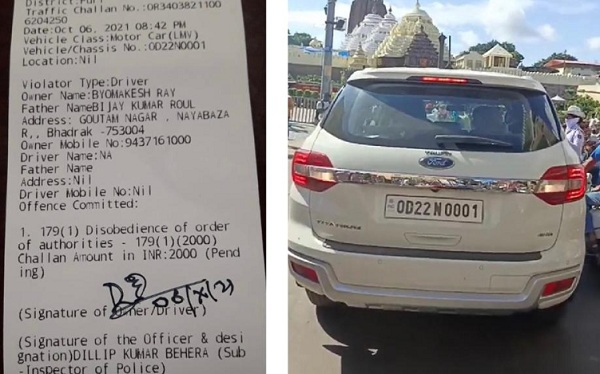 District:Puri
Traffic Challan No.:OR3403821100
6204250
Date:Oct 06, 2021 08:42 PM
Vehicle Class:Motor Car(LMV)
Vehicle/Chassis No.:OD22N0001
Location:Nil
Violator Type:Driver
Owner Name:BYOMAKESH RAY
Father NameBIJAY KUMAR ROUL
Address: GOUTAM NAGAR , NAYABAZA
R,, Bhadrak -753004
Owner Mobile No:9437161000
Driver Name:NA
Father Name
Address:Nil
Driver Mobile No:Nil
Offence Committed:
1. 179(1) Disobedience of order
of authorities - 179(1)(2000)
Challan Amount in INR:2000 (Pend
ing)
(Signature of Owner/Driver)
(Signature of the Officer & desi
gnation)DILLIP KUMAR BEHERA (Sub
-Inspector of Police)
Ford
OD22N0001